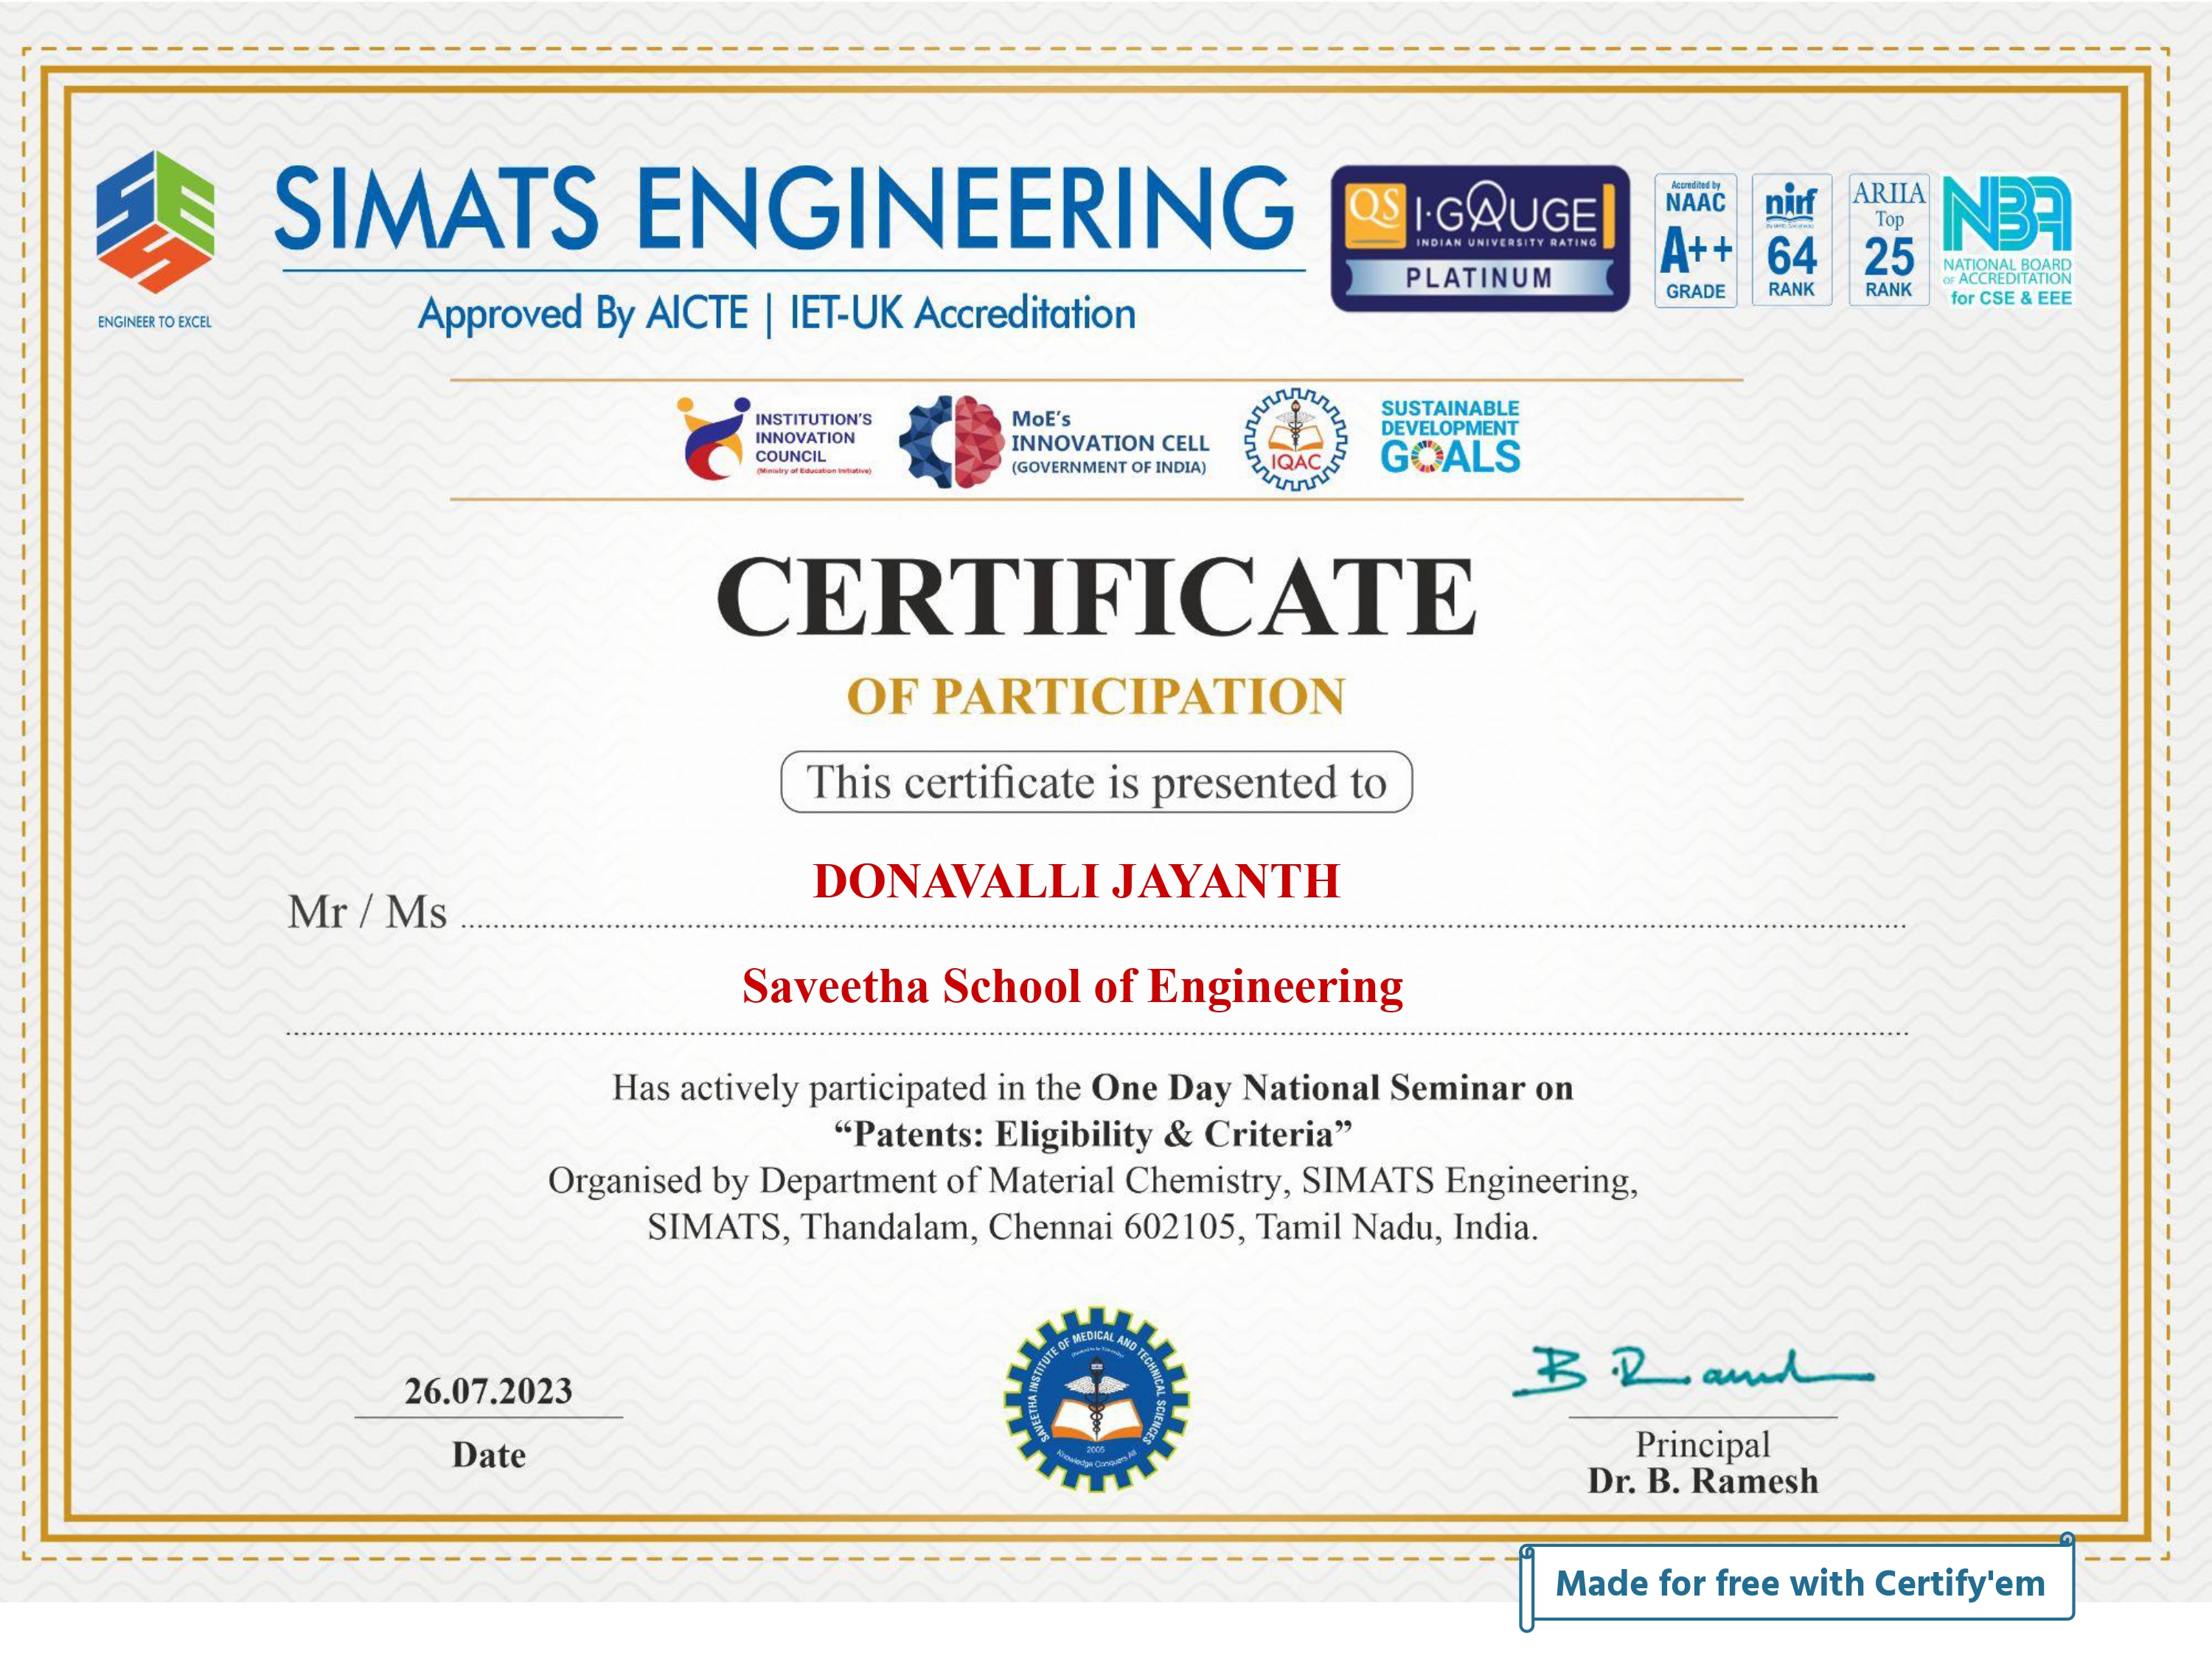 SES
ENGINEER TO EXCEL
SIMATS ENGINEERING
Approved By AICTE | IET-UK Accreditation
QS I·GAUGE
INDIAN UNIVERSITY RATING
PLATINUM
Accredited by
NAAC
A++
GRADE
nirf
64
RANK
ARIIA
Top
25
RANK
NBA
NATIONAL BOARD
OF ACCREDITATION
for CSE & EEE
INSTITUTION'S
INNOVATION
COUNCIL
(Ministry of Education Initiative)
MoE's
INNOVATION CELL
(GOVERNMENT OF INDIA)
IQAC
SUSTAINABLE
DEVELOPMENT
GOALS
CERTIFICATE
OF PARTICIPATION
This certificate is presented to
DONAVALLI JAYANTH
Mr / Ms
Saveetha School of Engineering
Has actively participated in the One Day National Seminar on
“Patents: Eligibility & Criteria”
Organised by Department of Material Chemistry, SIMATS Engineering,
SIMATS, Thandalam, Chennai 602105, Tamil Nadu, India.
26.07.2023
Date
SAVEETHA INSTITUTE OF MEDICAL AND TECHNICAL SCIENCES
2005
Knowledge Conquers All
Principal
Dr. B. Ramesh
Made for free with Certify'em